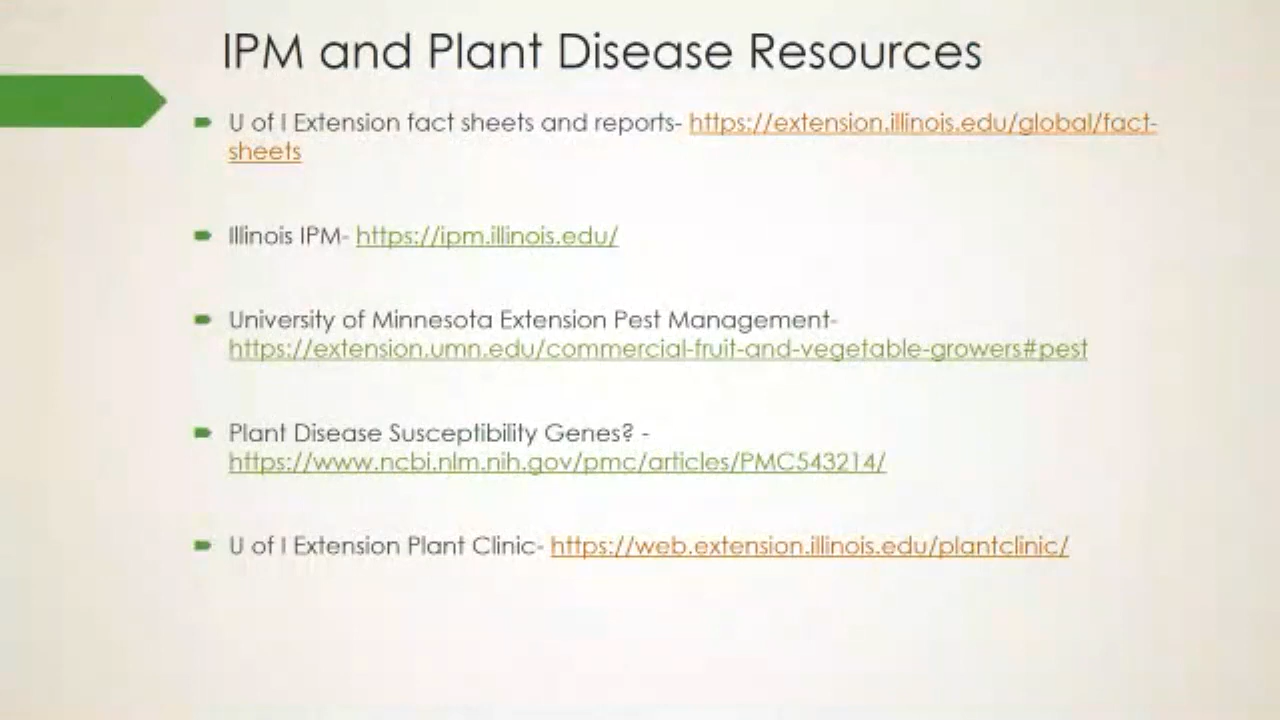 IPM and Plant Disease Resources
U of I Extension fact sheets and reports- https://extension.illinois.edu/global/fact-
sheets
Illinois IPM- https://ipm.illinois.edu/
University of Minnesota Extension Pest Management-
https://extension.umn.edu/commercial-fruit-and-vegetable-growers#pest
Plant Disease Susceptibility Genes? -
https://www.ncbi.nlm.nih.gov/pmc/articles/PMC543214/
U of I Extension Plant Clinic- https://web.extension.illinois.edu/plantclinic/